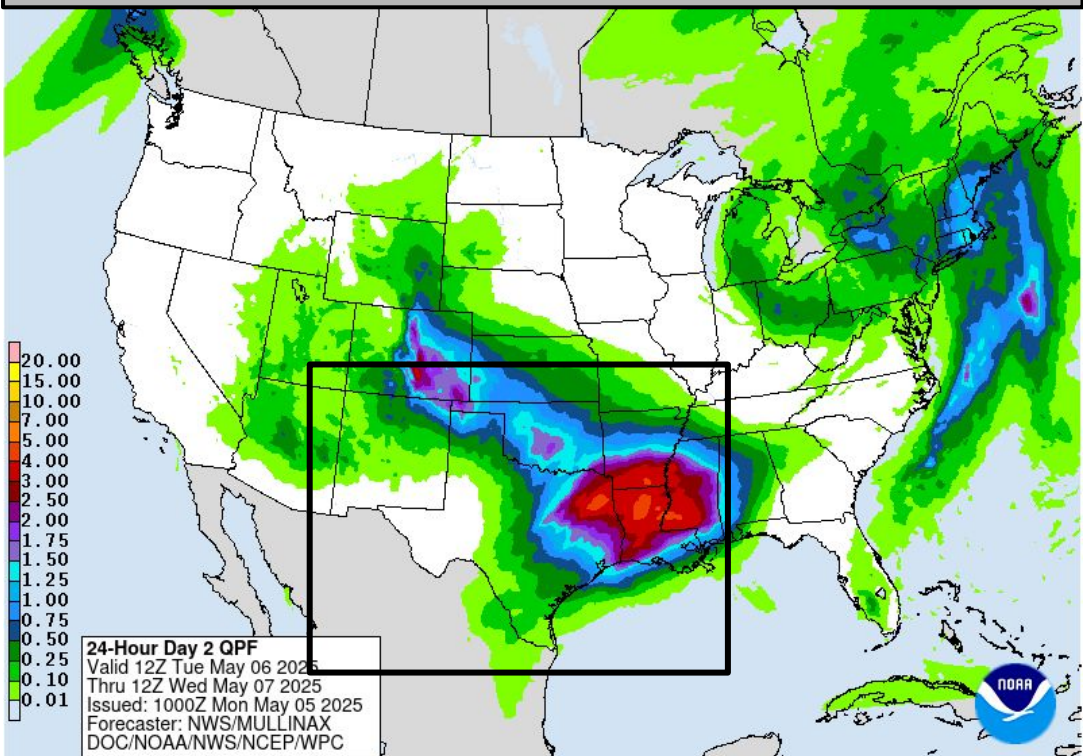 20.00
15.00
10.00
7.00
5.00
4.00
3.00
2.50
2.00
1.75
1.50
1.25
1.00
0.75
0.50
0.25
0.10
0.01
24-Hour Day 2 QPF
Valid 12Z Tue May 06 2025
Thru 12Z Wed May 07 2025
Issued: 1000Z Mon May 05 2025
Forecaster: NWS/MULLINAX
DOC/NOAA/NWS/NCEP/WPC
NOAA